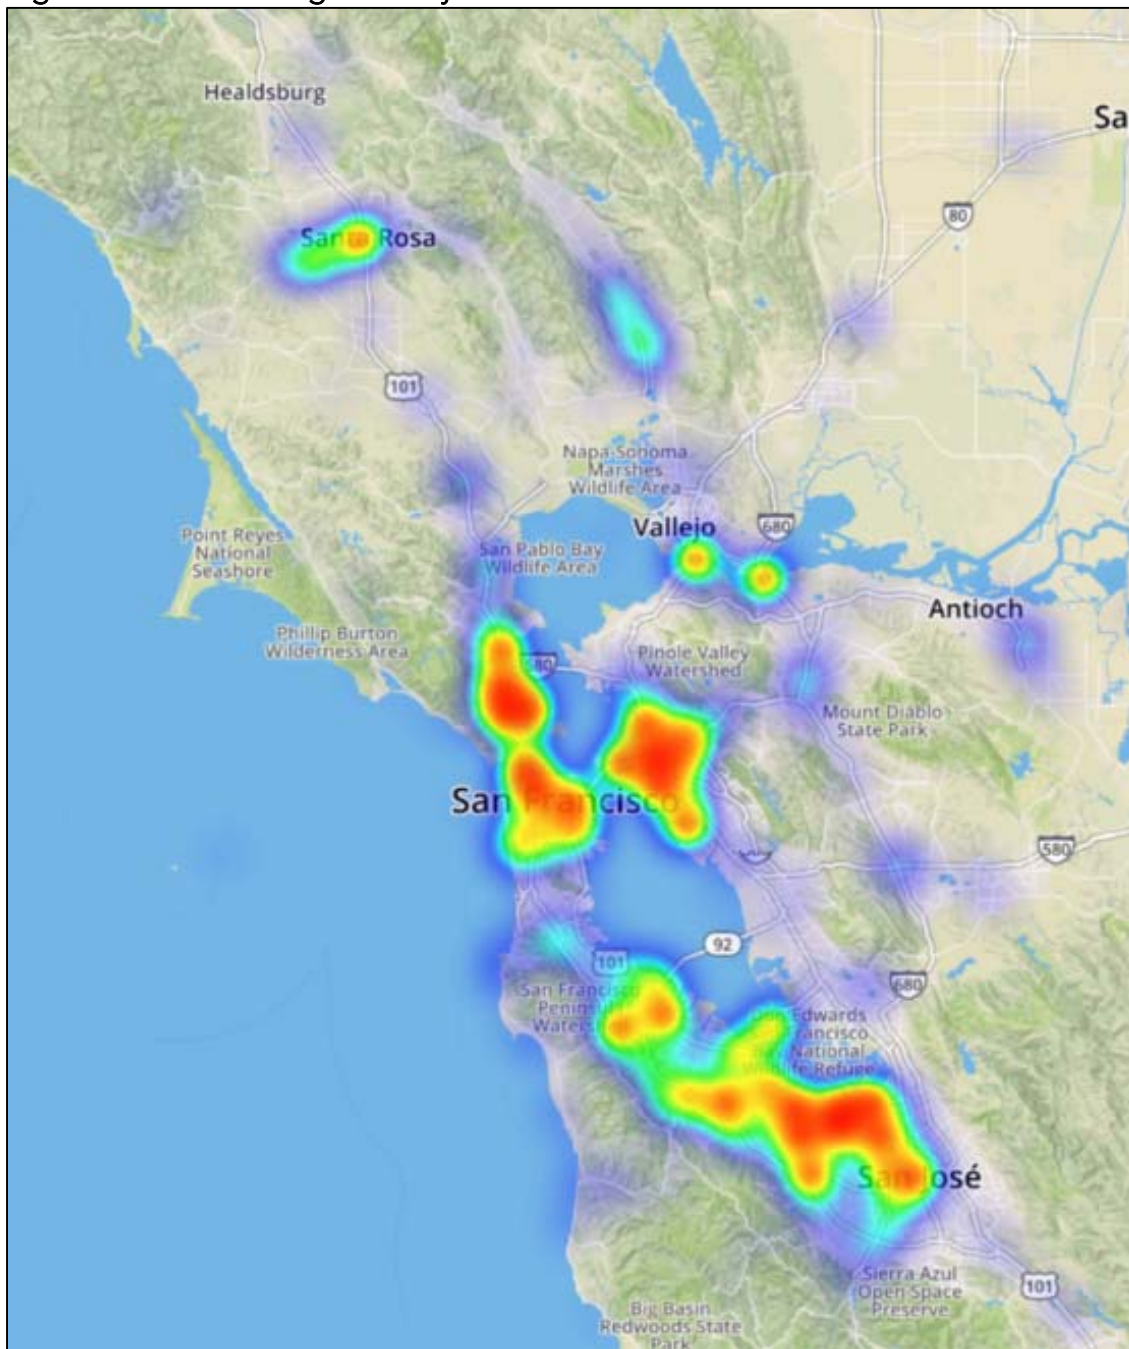 Healdsburg
Sa
80
Santa Rosa
101
Napa-Sonoma
Marshes
Wildlife Area
Vallejo
680
Point Reyes
National
Seashore
San Pablo Bay
Wildlife Area
Antioch
Phillip Burton
Wilderness Area
Pinole Valley
Watershed
Mount Diablo
State Park
San Francisco
580
92
101
680
San Francisco
Peninsula
Watershed
Edwards
Francisco
National
Wildlife Refuge
San José
Sierra Azul
Open Space
Preserve
101
Big Basin
Redwoods State
Park